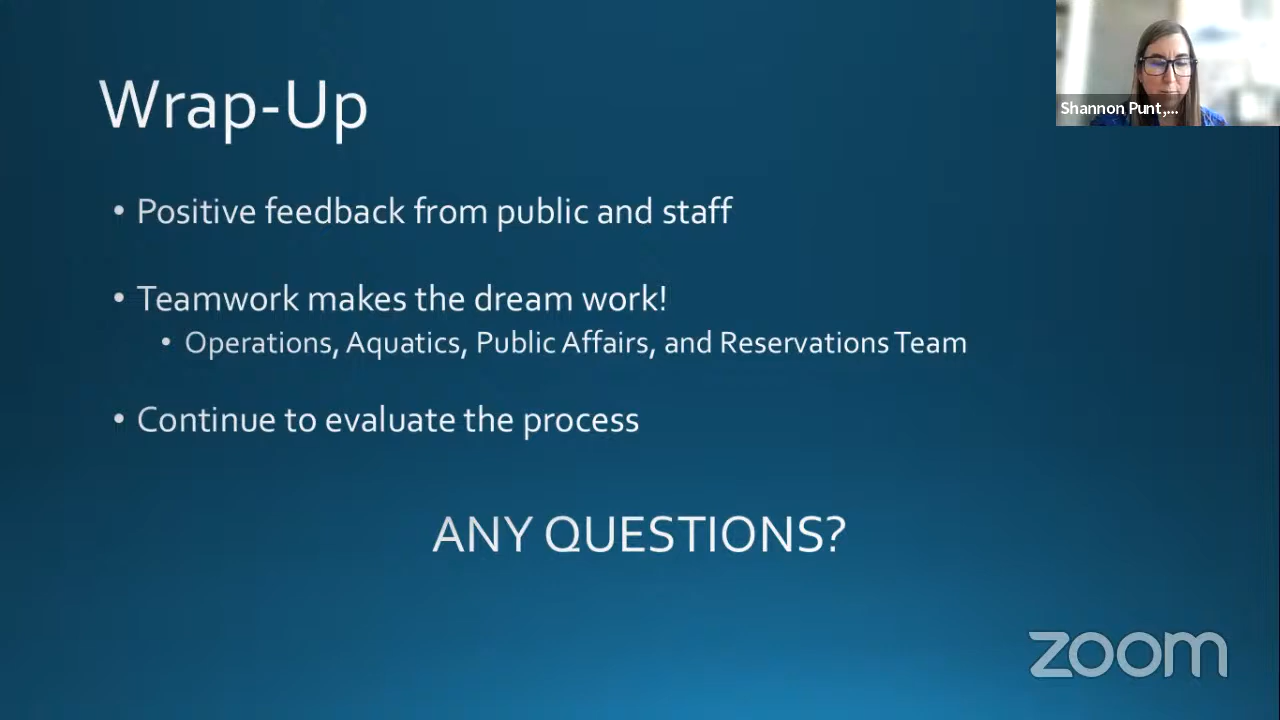 Wrap-Up
Shannon Punt,...
• Positive feedback from public and staff
• Teamwork makes the dream work!
• Operations, Aquatics, Public Affairs, and Reservations Team
• Continue to evaluate the process
ANY QUESTIONS?
zoom